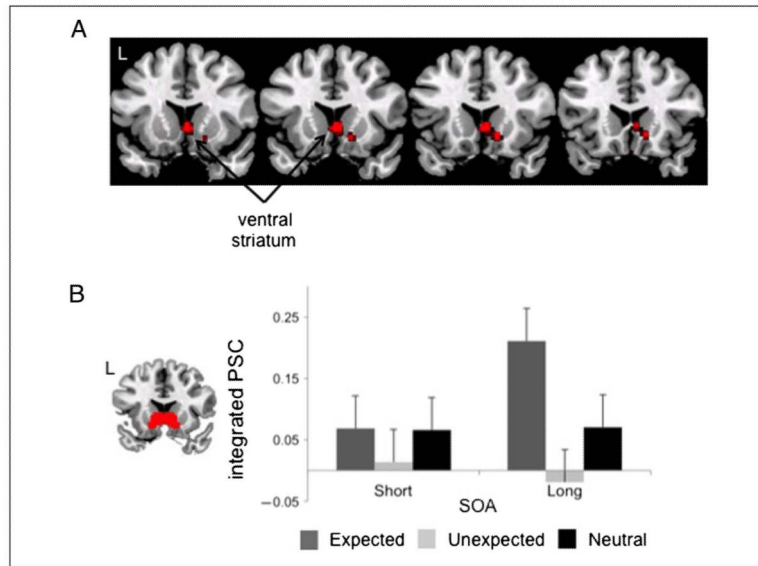 A
L
ventral
striatum
B
L
integrated PSC
0.25
0.15
0.05
−0.05
Short
Long
SOA
Expected
Unexpected
Neutral